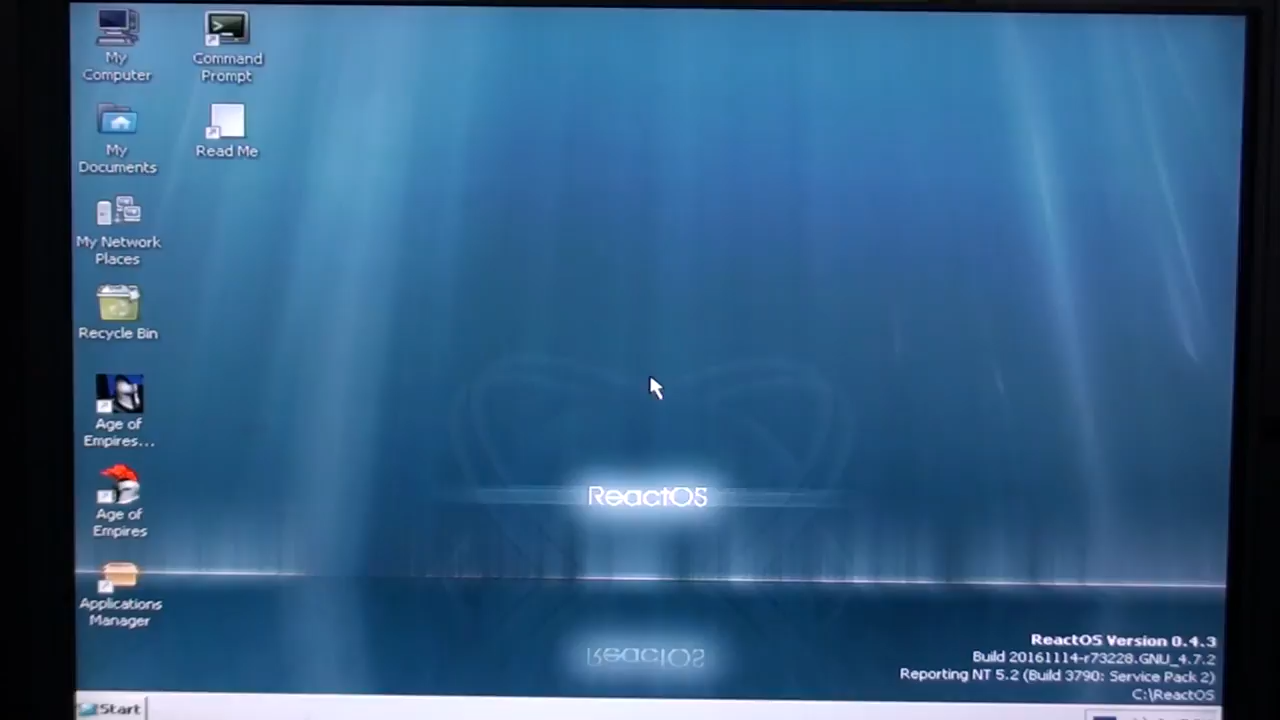 My
Computer
Command
Prompt
My
Documents
Read Me
My Network
Places
Recycle Bin
Age of
Empires...
Age of
Empires
Applications
Manager
ReactOS
ReactOS
ReactOS Version 0.4.3
Build 20161114-r73228.GNU_4.7.2
Reporting NT 5.2 (Build 3790: Service Pack 2)
C:\ReactOS
Start